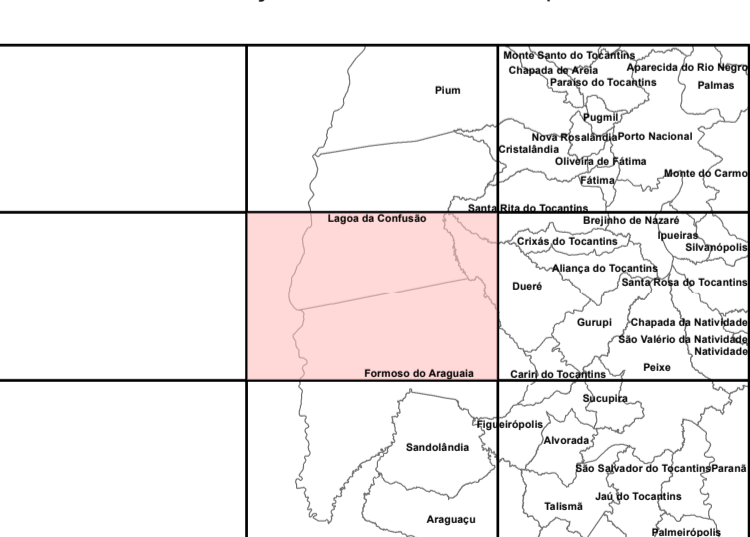 Monte Santo do Tocantins
Chapada de Areia
Aparecida do Rio Negro
Paraíso do Tocantins
Palmas
Pium
Pugmil
Nova Rosalândia
Porto Nacional
Cristalândia
Oliveira de Fátima
Fátima
Monte do Carmo
Santa Rita do Tocantins
Lagoa da Confusão
Brejinho de Nazaré
Ipueiras
Crixás do Tocantins
Silvanópolis
Aliança do Tocantins
Dueré
Santa Rosa do Tocantins
Gurupi
Chapada da Natividade
São Valério da Natividade
Natividade
Peixe
Formoso do Araguaia
Cariri do Tocantins
Sucupira
Figueirópolis
Alvorada
Sandolândia
São Salvador do Tocantins
Paranã
Jaú do Tocantins
Talismã
Araguaçu
Palmeirópolis